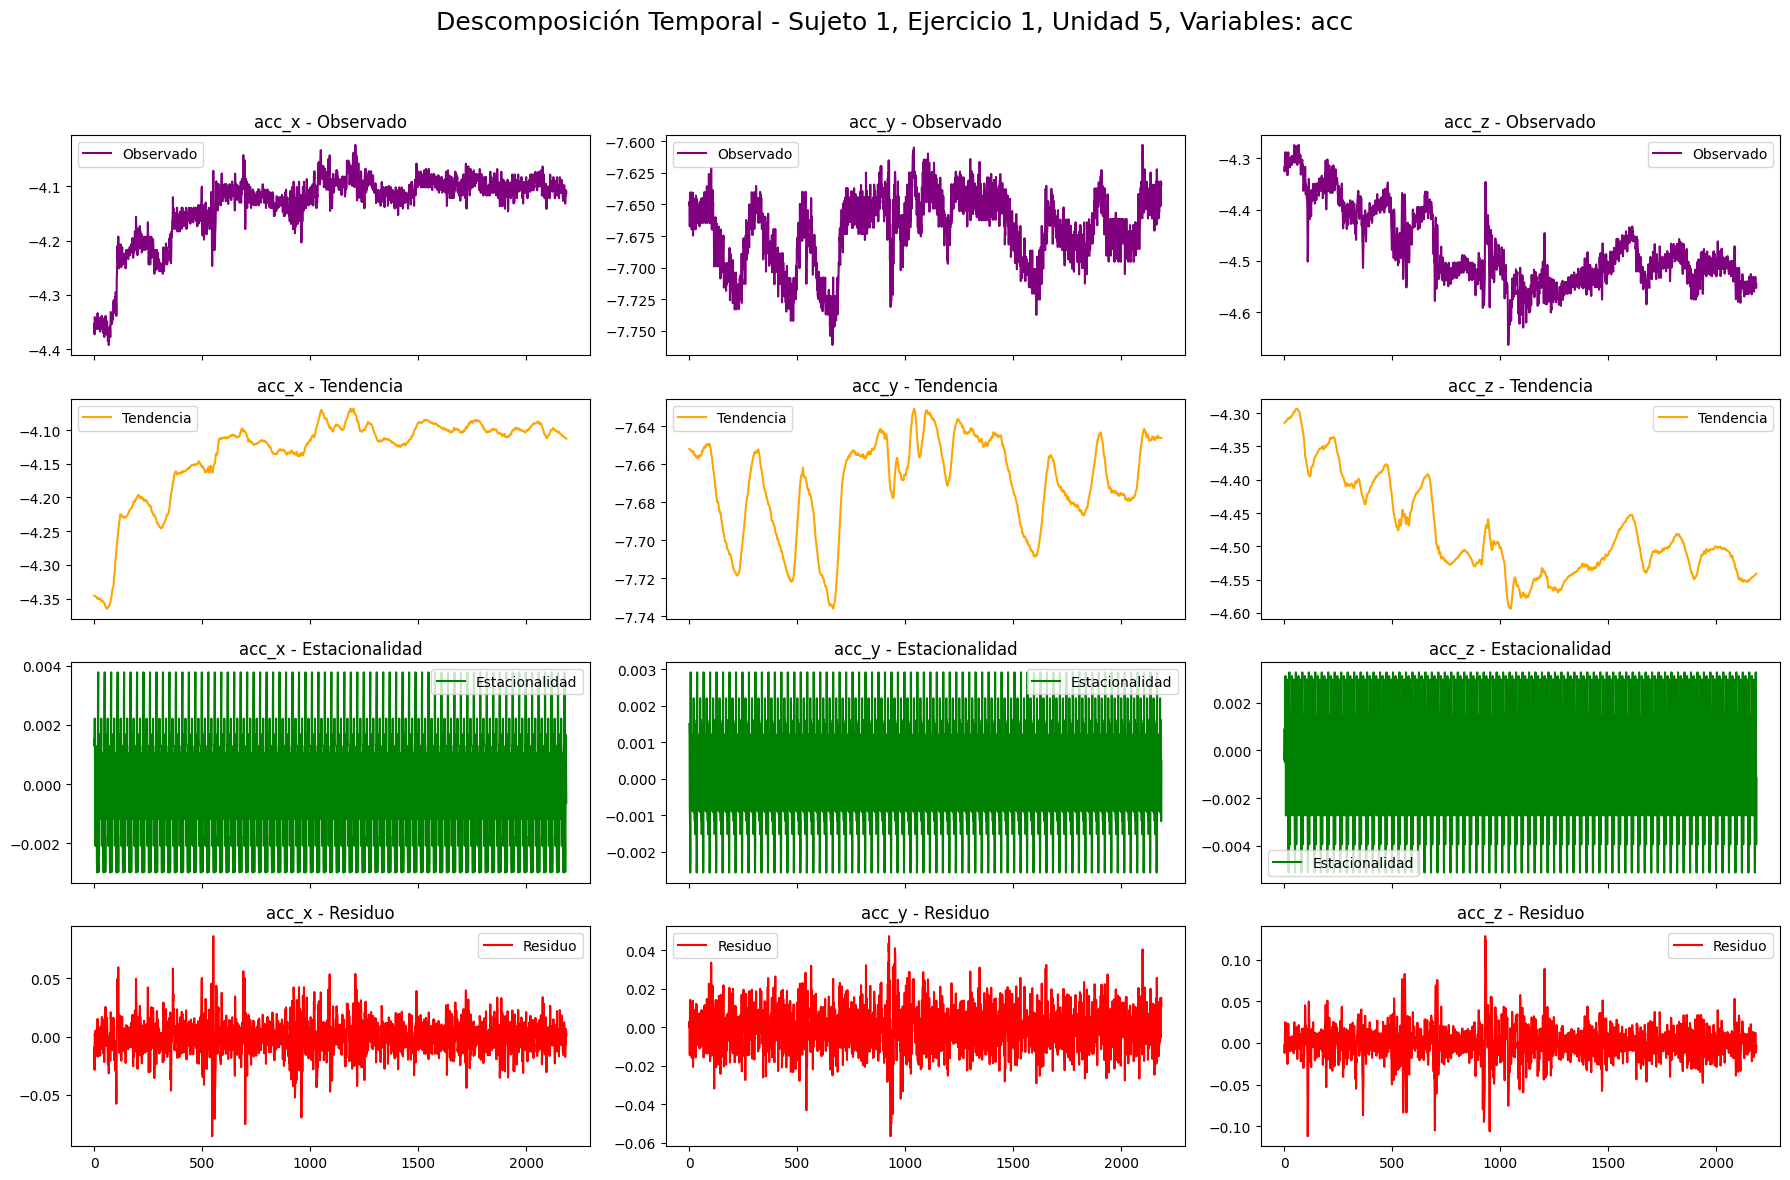 Descomposición Temporal - Sujeto 1, Ejercicio 1, Unidad 5, Variables: acc
acc_x - Observado
Observado
−4.1
−4.2
−4.3
−4.4
acc_y - Observado
Observado
−7.600
−7.625
−7.650
−7.675
−7.700
−7.725
−7.750
acc_z - Observado
Observado
−4.3
−4.4
−4.5
−4.6
acc_x - Tendencia
Tendencia
−4.10
−4.15
−4.20
−4.25
−4.30
−4.35
acc_y - Tendencia
Tendencia
−7.64
−7.66
−7.68
−7.70
−7.72
−7.74
acc_z - Tendencia
Tendencia
−4.30
−4.35
−4.40
−4.45
−4.50
−4.55
−4.60
acc_x - Estacionalidad
Estacionalidad
0.004
0.002
0.000
−0.002
acc_y - Estacionalidad
Estacionalidad
0.003
0.002
0.001
0.000
−0.001
−0.002
acc_z - Estacionalidad
Estacionalidad
0.002
0.000
−0.002
−0.004
acc_x - Residuo
Residuo
0.05
0.00
−0.05
0 500 1000 1500 2000
acc_y - Residuo
Residuo
0.04
0.02
0.00
−0.02
−0.04
−0.06
0 500 1000 1500 2000
acc_z - Residuo
Residuo
0.10
0.05
0.00
−0.05
−0.10
0 500 1000 1500 2000